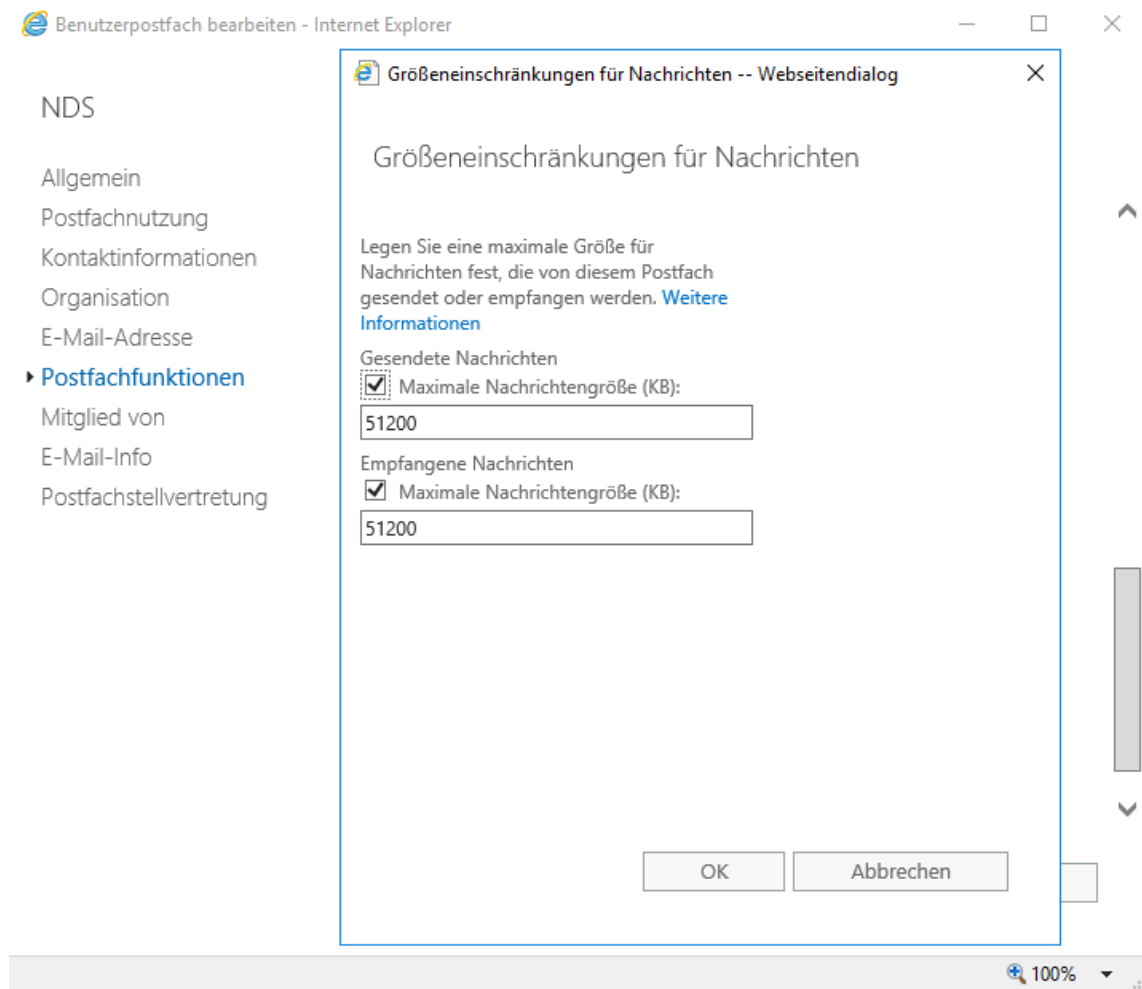 Benutzerpostfach bearbeiten - Internet Explorer
Größeneinschränkungen für Nachrichten -- Webseitendialog
NDS
Allgemein
Postfachnutzung
Kontaktinformationen
Organisation
E-Mail-Adresse
Postfachfunktionen
Mitglied von
E-Mail-Info
Postfachstellvertretung
Größeneinschränkungen für Nachrichten
Legen Sie eine maximale Größe für
Nachrichten fest, die von diesem Postfach
gesendet oder empfangen werden. Weitere
Informationen
Gesendete Nachrichten
Maximale Nachrichtengröße (KB):
51200
Empfangene Nachrichten
Maximale Nachrichtengröße (KB):
51200
OK
Abbrechen
100%